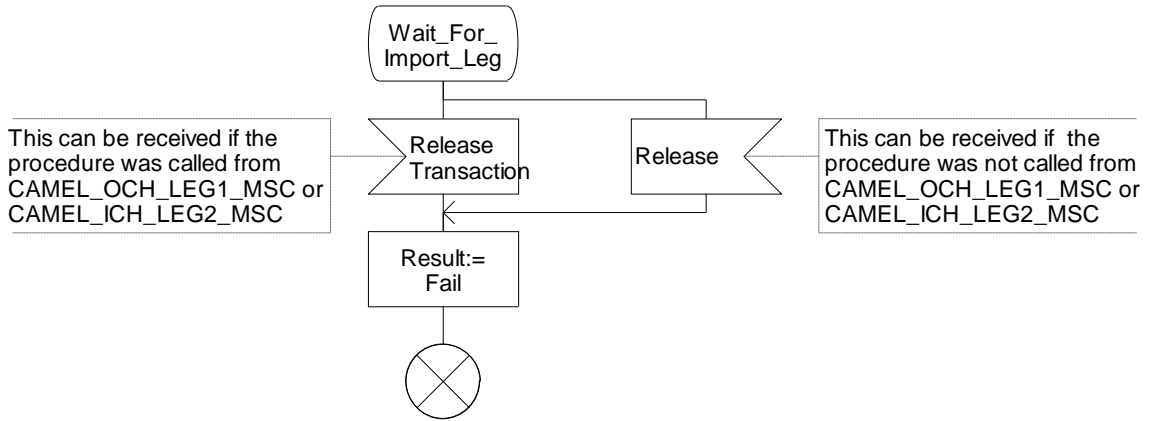 Wait_For_
Import_Leg
This can be received if the
procedure was called from
CAMEL_OCH_LEG1_MSC or
CAMEL_ICH_LEG2_MSC
Release
Transaction
Release
This can be received if  the
procedure was not called from
CAMEL_OCH_LEG1_MSC or
CAMEL_ICH_LEG2_MSC
Result:=
Fail